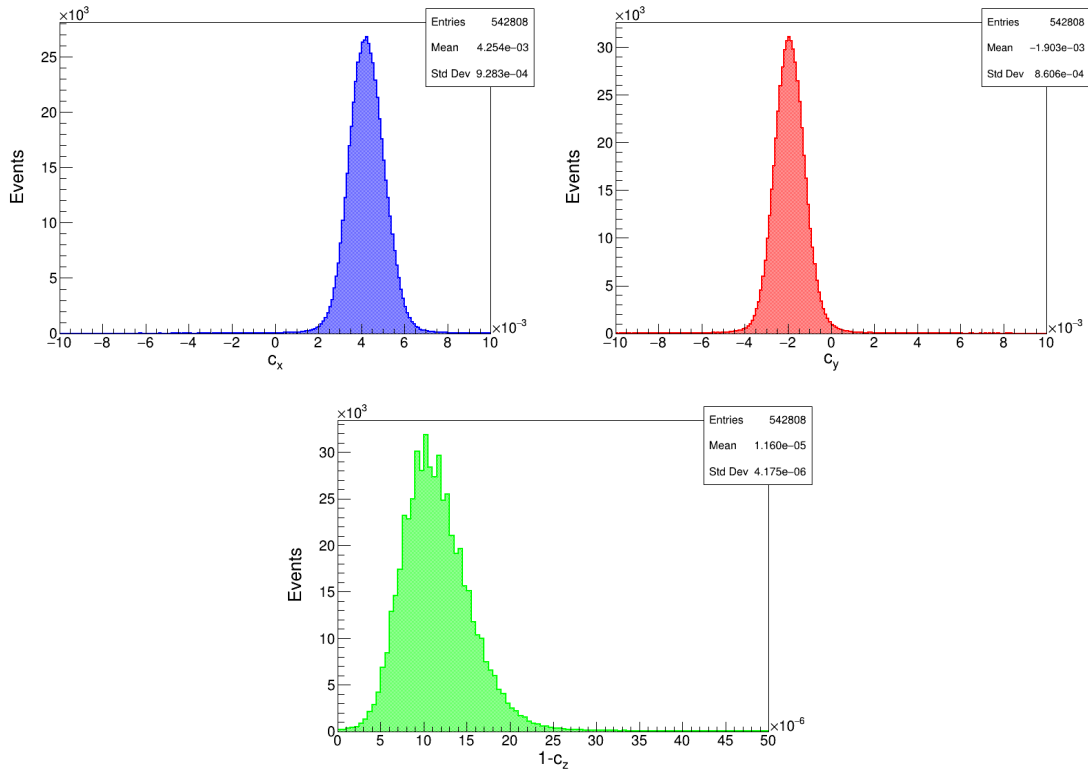 ×10³
Entries 542808
Mean 4.254e−03
Std Dev 9.283e−04
25
20
15
10
5
0
Events
−10 −8 −6 −4 −2 0 2 4 6 8 10
×10⁻³
cₓ
×10³
Entries 542808
Mean −1.903e−03
Std Dev 8.606e−04
30
25
20
15
10
5
0
Events
−10 −8 −6 −4 −2 0 2 4 6 8 10
×10⁻³
c_y
×10³
Entries 542808
Mean 1.160e−05
Std Dev 4.175e−06
30
25
20
15
10
5
0
Events
0 5 10 15 20 25 30 35 40 45 50
×10⁻⁶
1-c_z